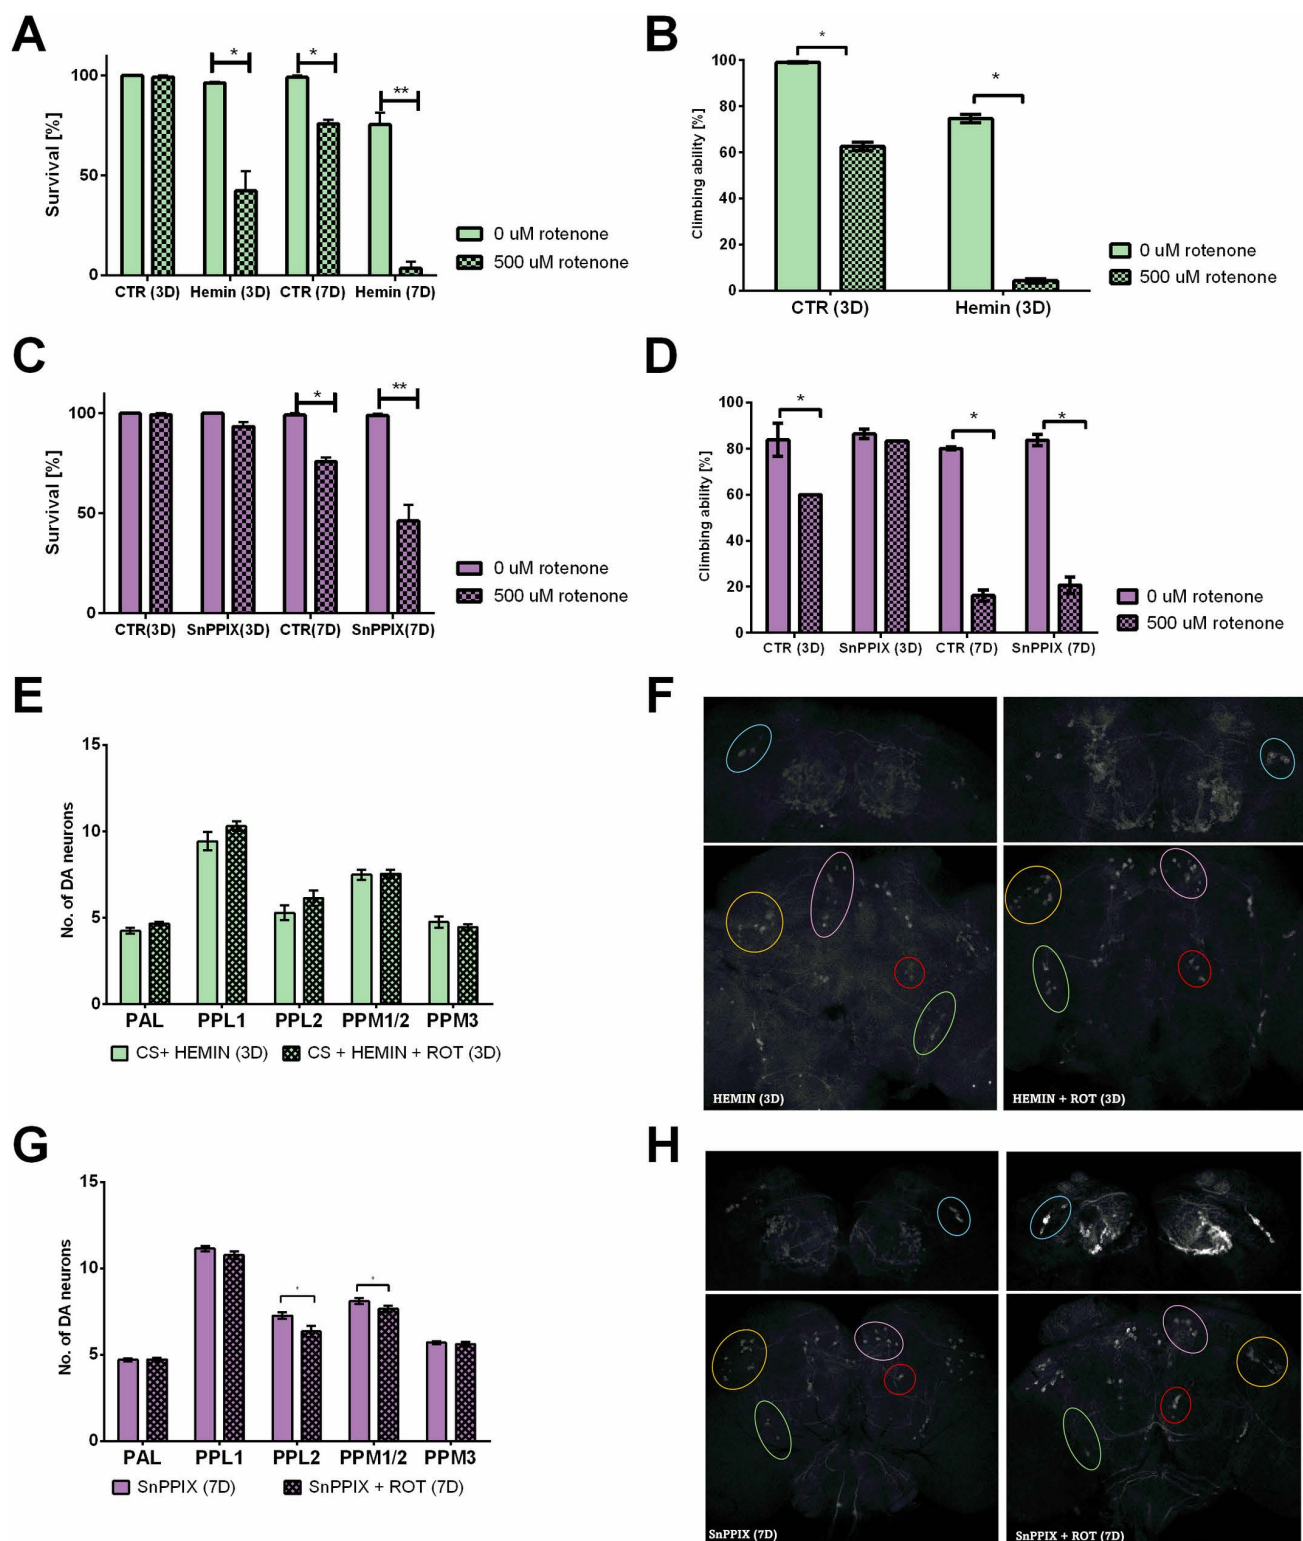 A
Survival [%]
100
50
0
*
*
**
CTR (3D) Hemin (3D) CTR (7D) Hemin (7D)
0 uM rotenone
500 uM rotenone
B
Climbing ability [%]
100
80
60
40
20
0
*
*
CTR (3D) Hemin (3D)
0 uM rotenone
500 uM rotenone
C
Survival [%]
100
50
0
*
**
CTR(3D) SnPPIX(3D) CTR(7D) SnPPIX(7D)
0 uM rotenone
500 uM rotenone
D
Climbing ability [%]
100
80
60
40
20
0
*
*
*
CTR (3D) SnPPIX (3D) CTR (7D) SnPPIX (7D)
0 uM rotenone
500 uM rotenone
E
No. of DA neurons
15
10
5
0
PAL PPL1 PPL2 PPM1/2 PPM3
CS+ HEMIN (3D) CS + HEMIN + ROT (3D)
F
HEMIN (3D)
HEMIN + ROT (3D)
G
No. of DA neurons
15
10
5
0
*
*
PAL PPL1 PPL2 PPM1/2 PPM3
SnPPIX (7D) SnPPIX + ROT (7D)
H
SnPPIX (7D)
SnPPIX + ROT (7D)